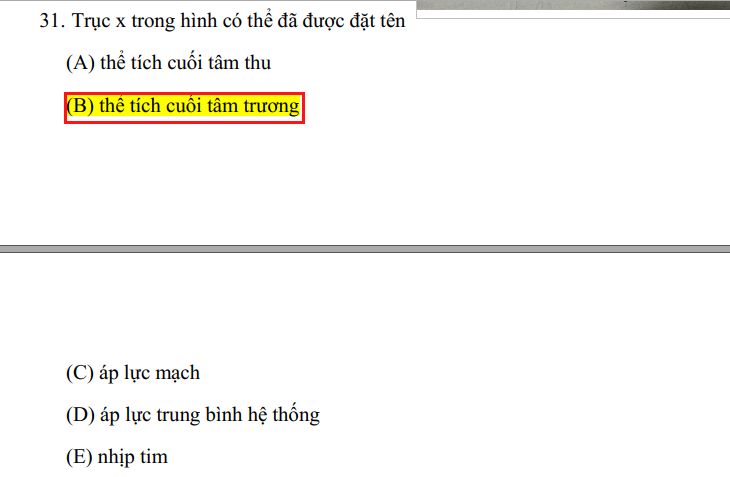 31. Trục x trong hình có thể đã được đặt tên
(A) thể tích cuối tâm thu
(B) thể tích cuối tâm trương
(C) áp lực mạch
(D) áp lực trung bình hệ thống
(E) nhịp tim